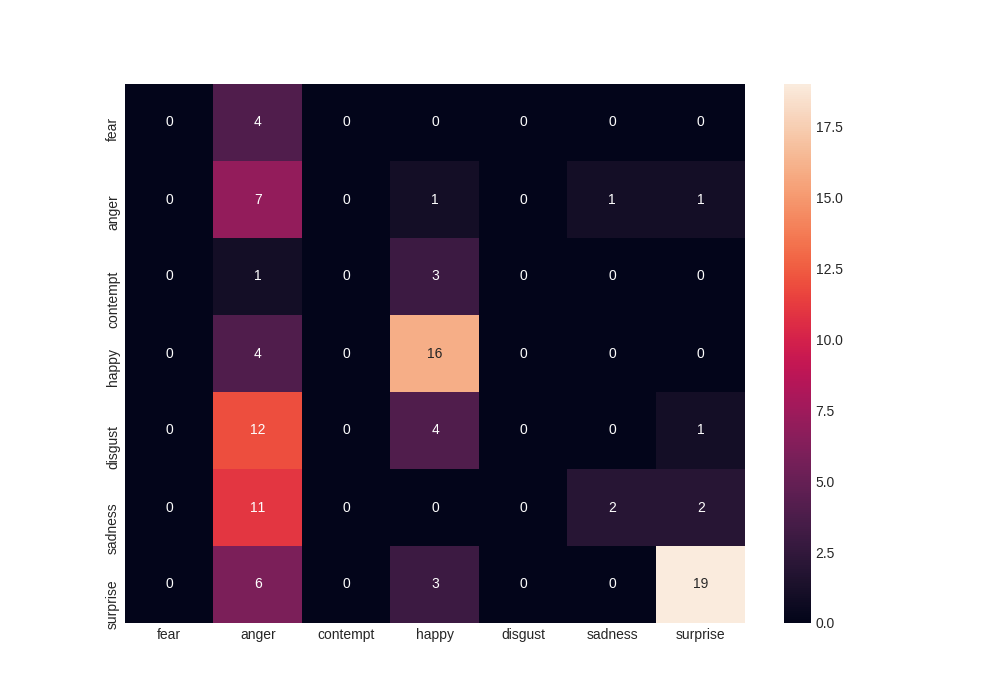 fear 0 4 0 0 0 0 0
anger 0 7 0 1 0 1 1
contempt 0 1 0 3 0 0 0
happy 0 4 0 16 0 0 0
disgust 0 12 0 4 0 0 1
sadness 0 11 0 0 0 2 2
surprise 0 6 0 3 0 0 19
fear anger contempt happy disgust sadness surprise
17.5
15.0
12.5
10.0
7.5
5.0
2.5
0.0